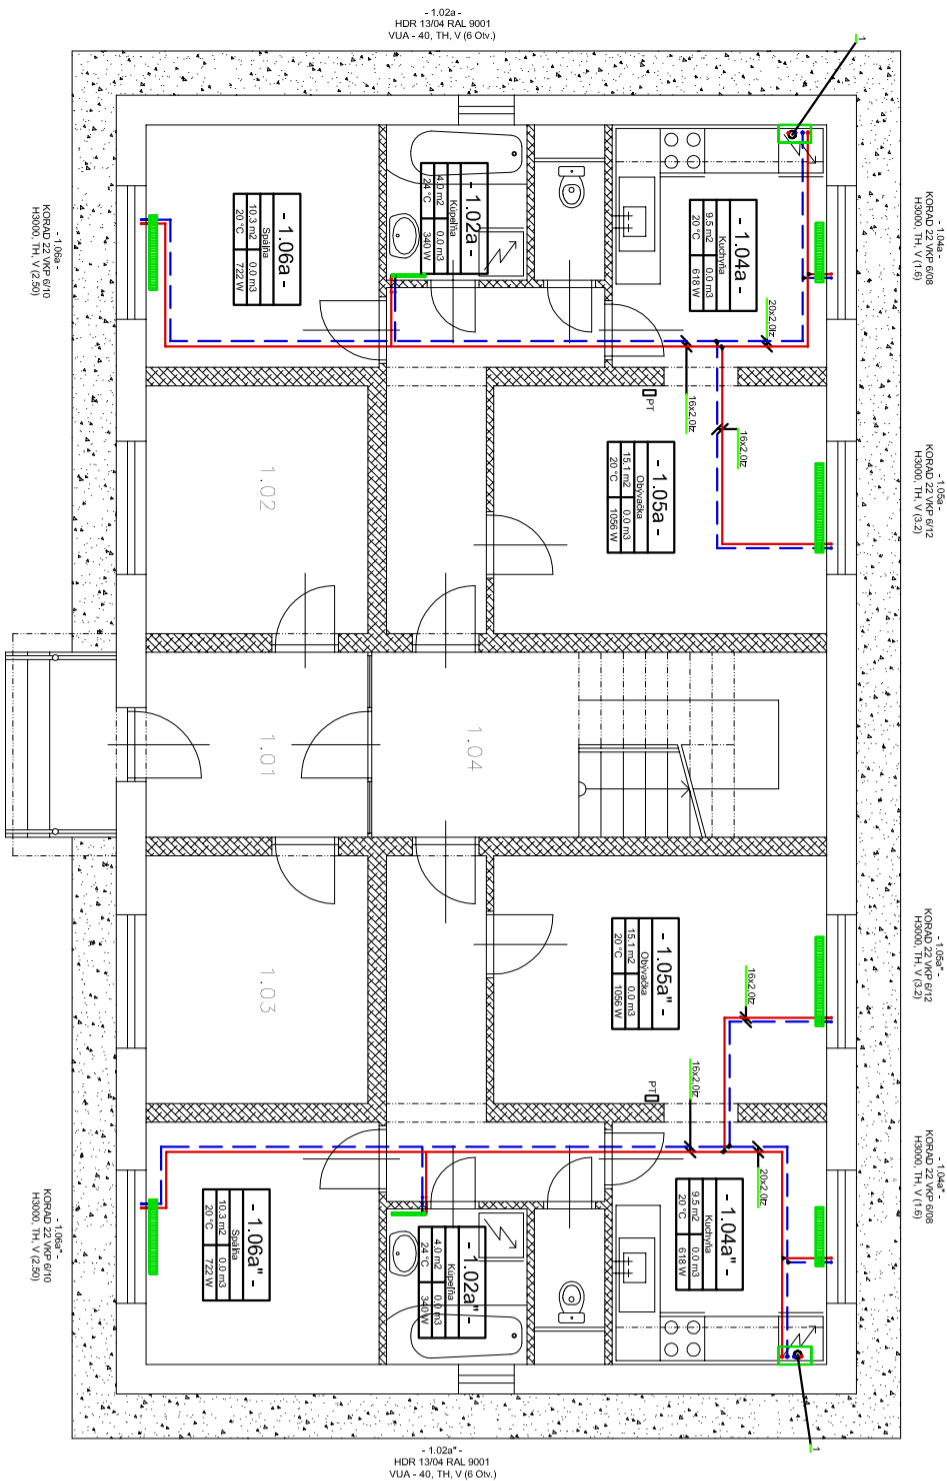 - 1.02a -
HDR 13/04 RAL 9001
VUA - 40, TH, V (6 Otv.)
1
- 1.04a -
KORAD 22 VKP 6/08
H3000, TH, V (1.6)
- 1.06a -
KORAD 22 VKP 6/10
H3000, TH, V (2.50)
- 1.06a -
Spálňa
10.3 m2 0.0 m3
20 °C 722 W
- 1.02a -
Kúpeľňa
4.0 m2 0.0 m3
24 °C 340 W
- 1.04a -
Kuchyňa
9.5 m2 0.0 m3
20 °C 618 W
20x2.0Iz
16x2.0Iz
16x2.0Iz
PT
- 1.05a -
KORAD 22 VKP 6/12
H3000, TH, V (3.2)
- 1.05a -
Obývačka
15.1 m2 0.0 m3
20 °C 1056 W
1.02
1.01
1.04
1.03
- 1.05a" -
Obývačka
15.1 m2 0.0 m3
20 °C 1056 W
- 1.05a" -
KORAD 22 VKP 6/12
H3000, TH, V (3.2)
16x2.0Iz
16x2.0Iz
PT
20x2.0Iz
- 1.04a" -
KORAD 22 VKP 6/08
H3000, TH, V (1.6)
- 1.06a" -
KORAD 22 VKP 6/10
H3000, TH, V (2.50)
- 1.06a" -
Spálňa
10.3 m2 0.0 m3
20 °C 722 W
- 1.02a" -
Kúpeľňa
4.0 m2 0.0 m3
24 °C 340 W
- 1.04a" -
Kuchyňa
9.5 m2 0.0 m3
20 °C 618 W
1
- 1.02a" -
HDR 13/04 RAL 9001
VUA - 40, TH, V (6 Otv.)